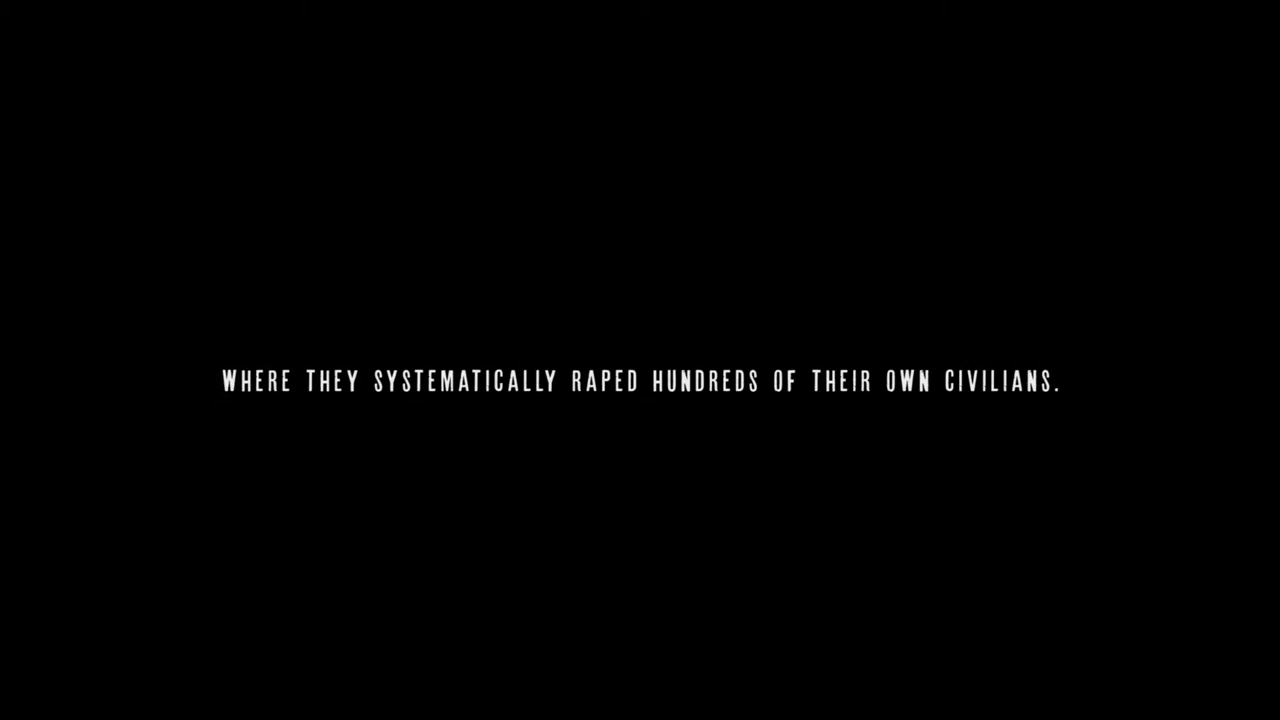 WHERE THEY SYSTEMATICALLY RAPED HUNDREDS OF THEIR OWN CIVILIANS.